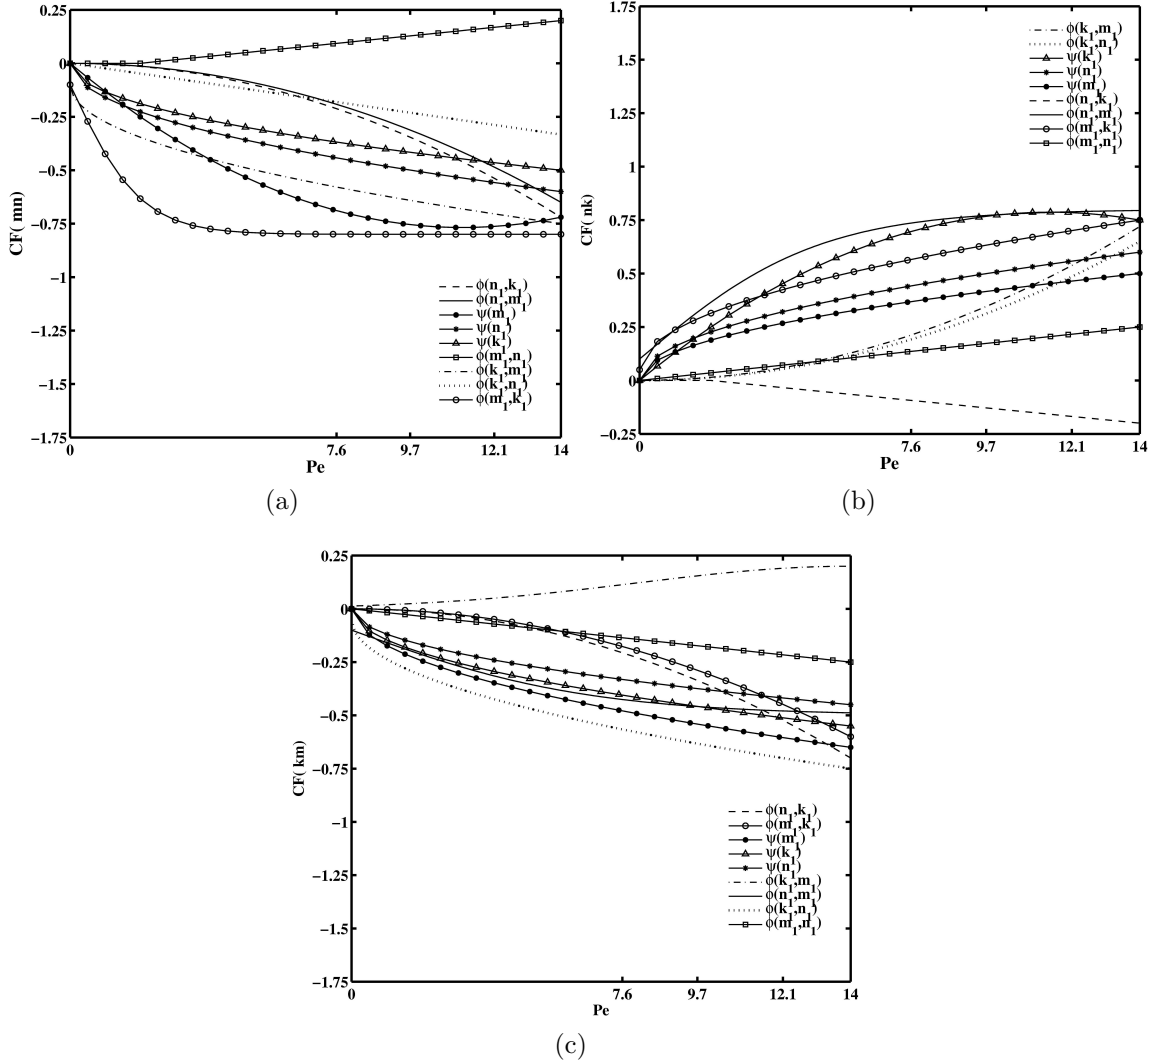 0.25
0
−0.25
−0.5
−0.75
−1
−1.25
−1.5
−1.75
CF( mn)
0 7.6 9.7 12.1 14
Pe
ϕ(n₁,k₁)
ϕ(n₁,m₁)
ψ(m₁)
ψ(n₁)
ψ(k₁)
ϕ(m₁,n₁)
ϕ(k₁,m₁)
ϕ(k₁,n₁)
ϕ(m₁,k₁)
(a)
1.75
1.5
1.25
1
0.75
0.5
0.25
0
−0.25
CF( nk)
0 7.6 9.7 12.1 14
Pe
ϕ(k₁,m₁)
ϕ(k₁,n₁)
ψ(k₁)
ψ(n₁)
ψ(m₁)
ϕ(n₁,k₁)
ϕ(n₁,m₁)
ϕ(m₁,k₁)
ϕ(m₁,n₁)
(b)
0.25
0
−0.25
−0.5
−0.75
−1
−1.25
−1.5
−1.75
CF( km)
0 7.6 9.7 12.1 14
Pe
ϕ(n₁,k₁)
ϕ(m₁,k₁)
ψ(m₁)
ψ(k₁)
ψ(n₁)
ϕ(k₁,m₁)
ϕ(n₁,m₁)
ϕ(k₁,n₁)
ϕ(m₁,n₁)
(c)